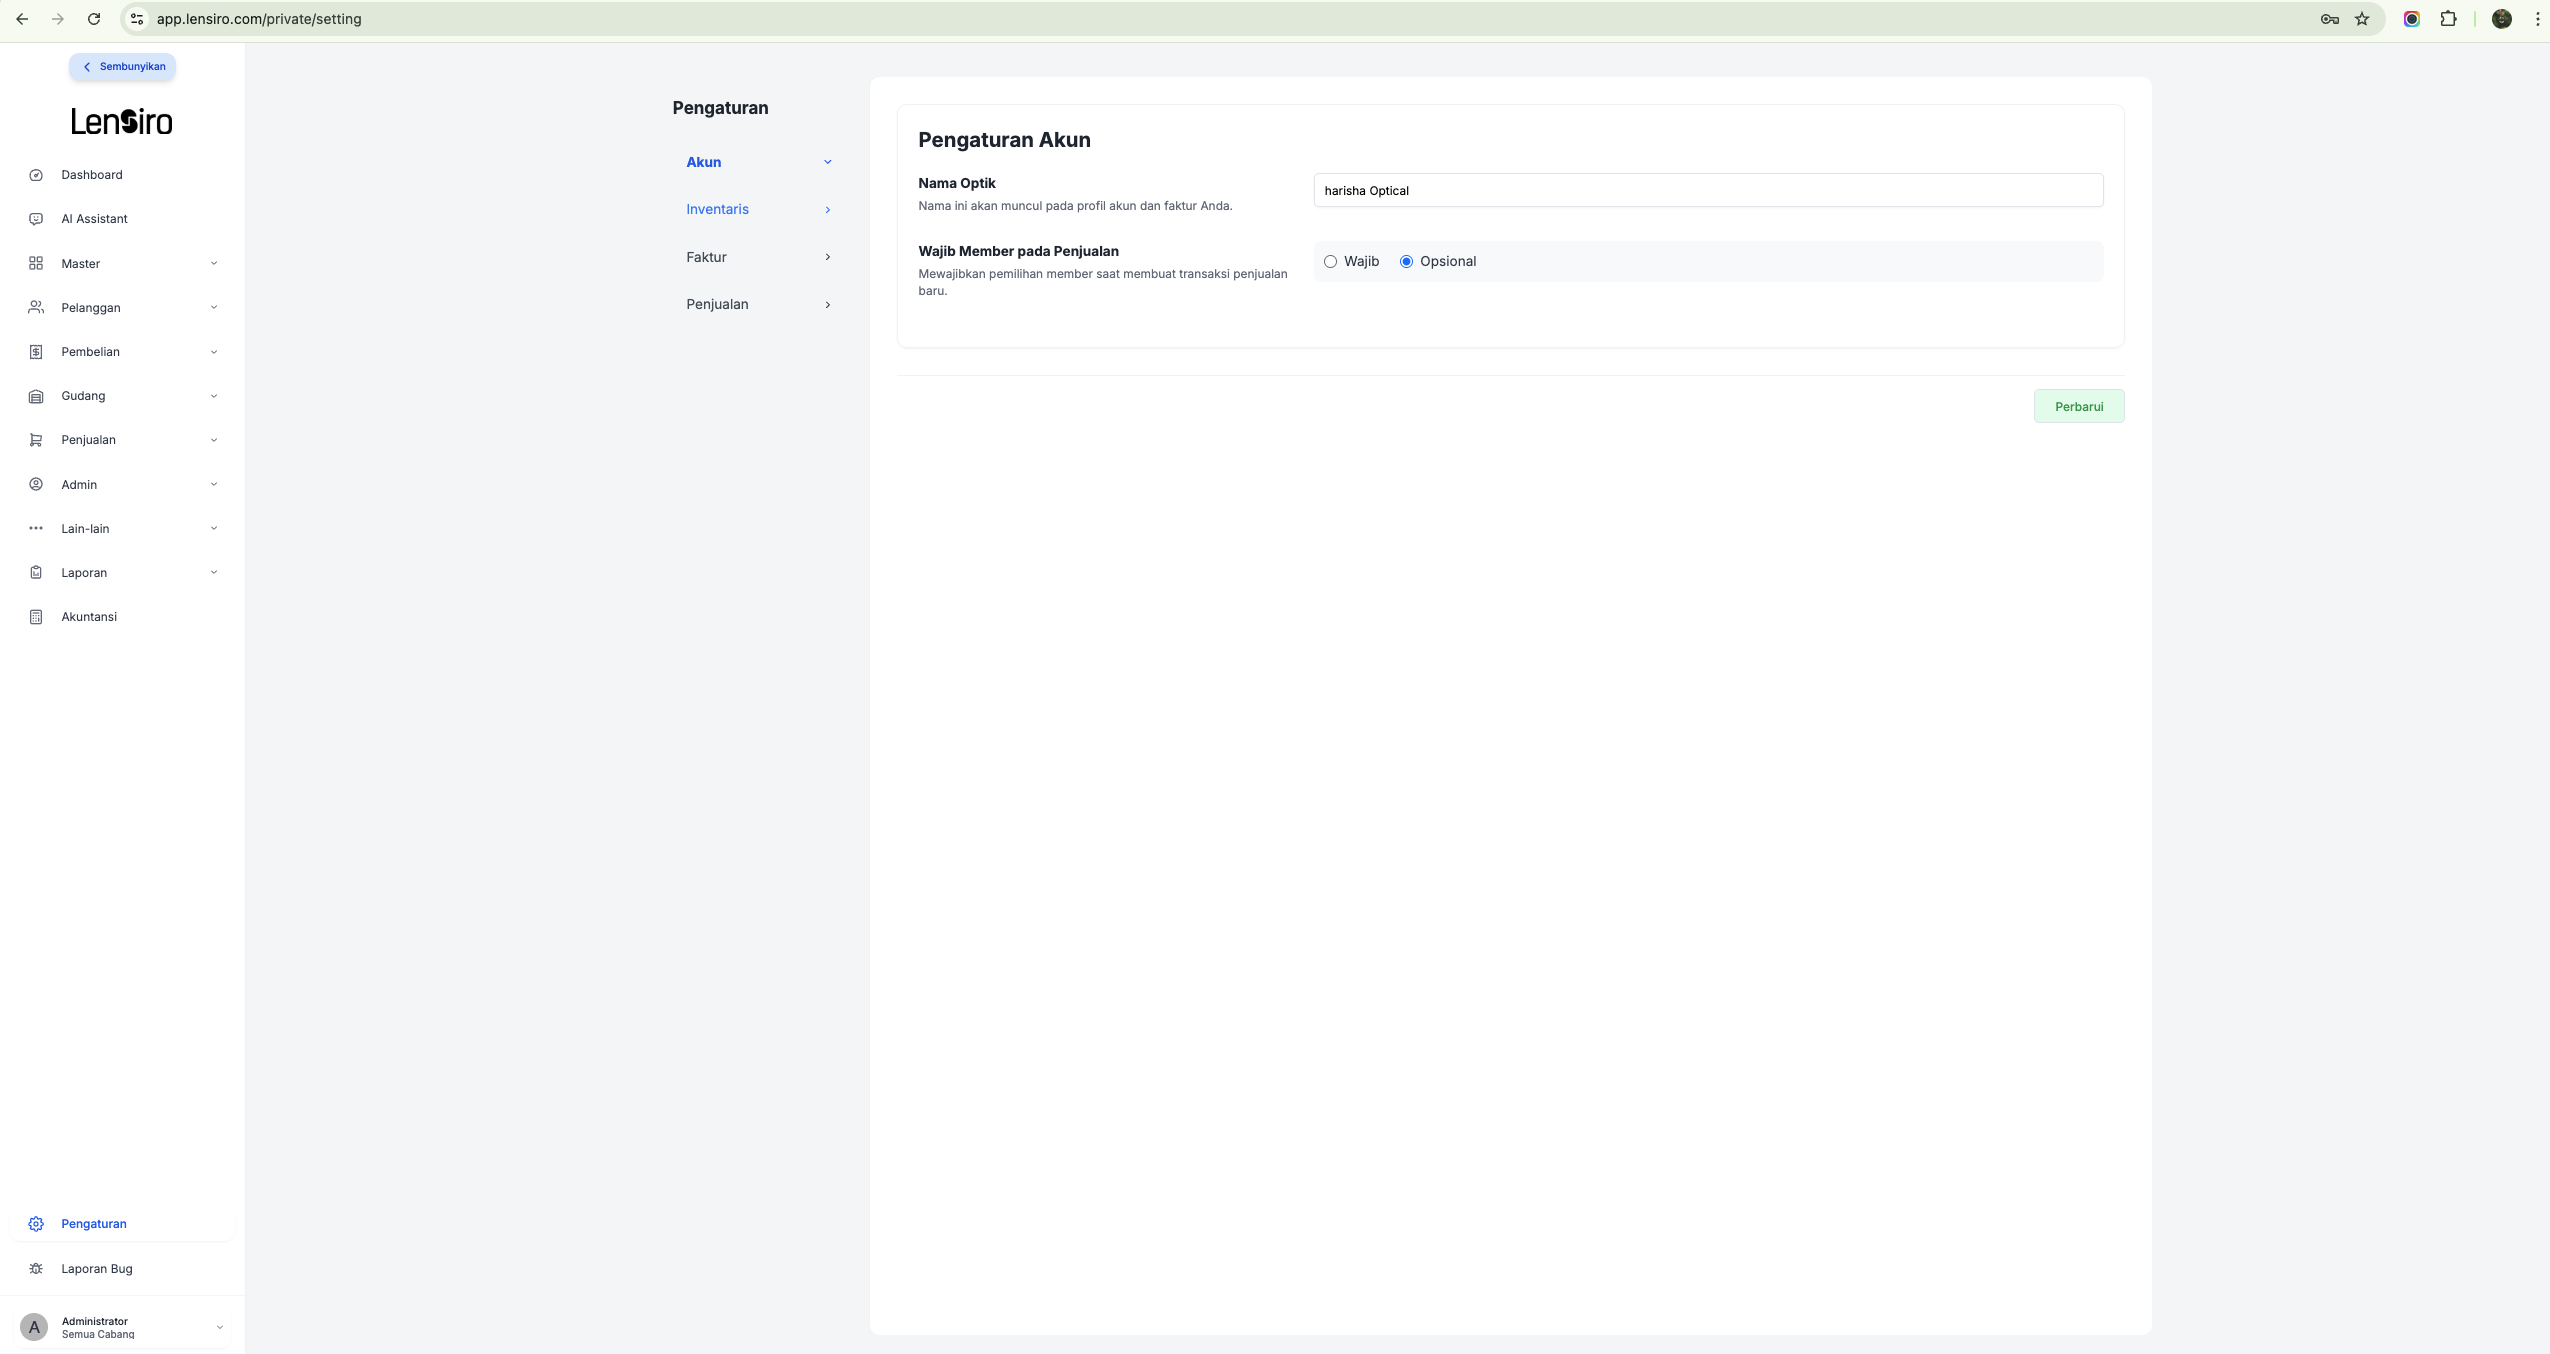 app.lensiro.com/private/setting
Sembunyikan
Lensiro
Dashboard
AI Assistant
Master
Pelanggan
Pembelian
Gudang
Penjualan
Admin
Lain-lain
Laporan
Akuntansi
Pengaturan
Laporan Bug
A
Administrator
Semua Cabang
Pengaturan
Akun
Inventaris
Faktur
Penjualan
Pengaturan Akun
Nama Optik
Nama ini akan muncul pada profil akun dan faktur Anda.
harisha Optical
Wajib Member pada Penjualan
Mewajibkan pemilihan member saat membuat transaksi penjualan
baru.
Wajib Opsional
Perbarui